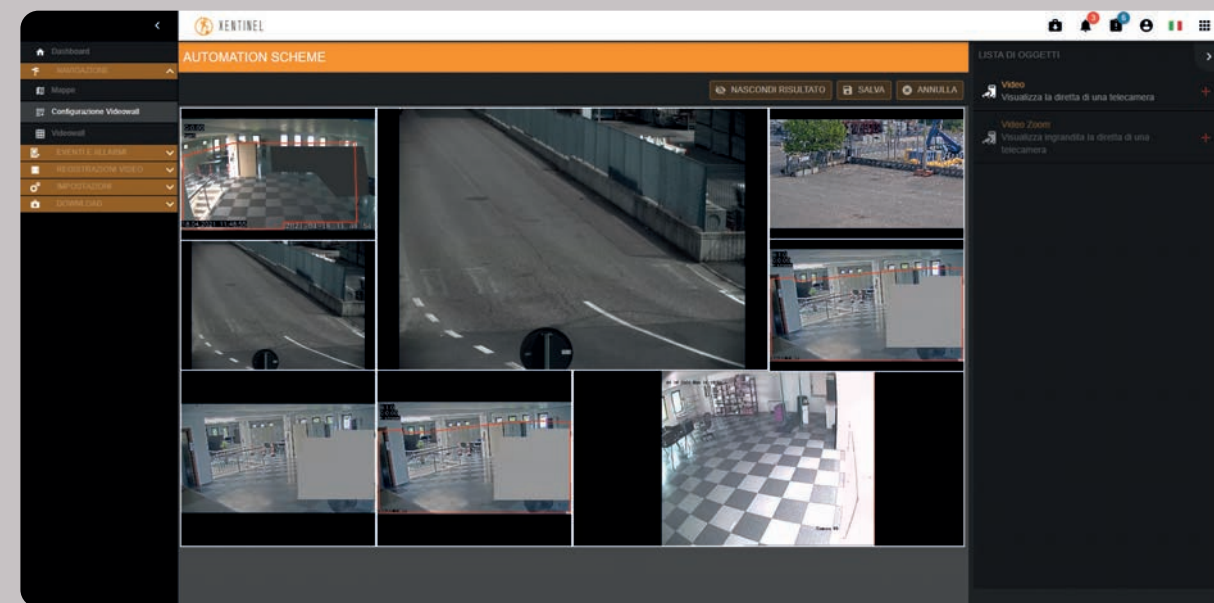 XENTINEL
3
6
Dashboard
NAVIGAZIONE
Mappe
Configurazione Videowall
Videowall
EVENTI E ALLARMI
REGISTRAZIONI VIDEO
IMPOSTAZIONI
DOWNLOAD
AUTOMATION SCHEME
NASCONDI RISULTATO
SALVA
ANNULLA
LISTA DI OGGETTI
Video
Visualizza la diretta di una telecamera
Video Zoom
Visualizza ingrandita la diretta di una
telecamera